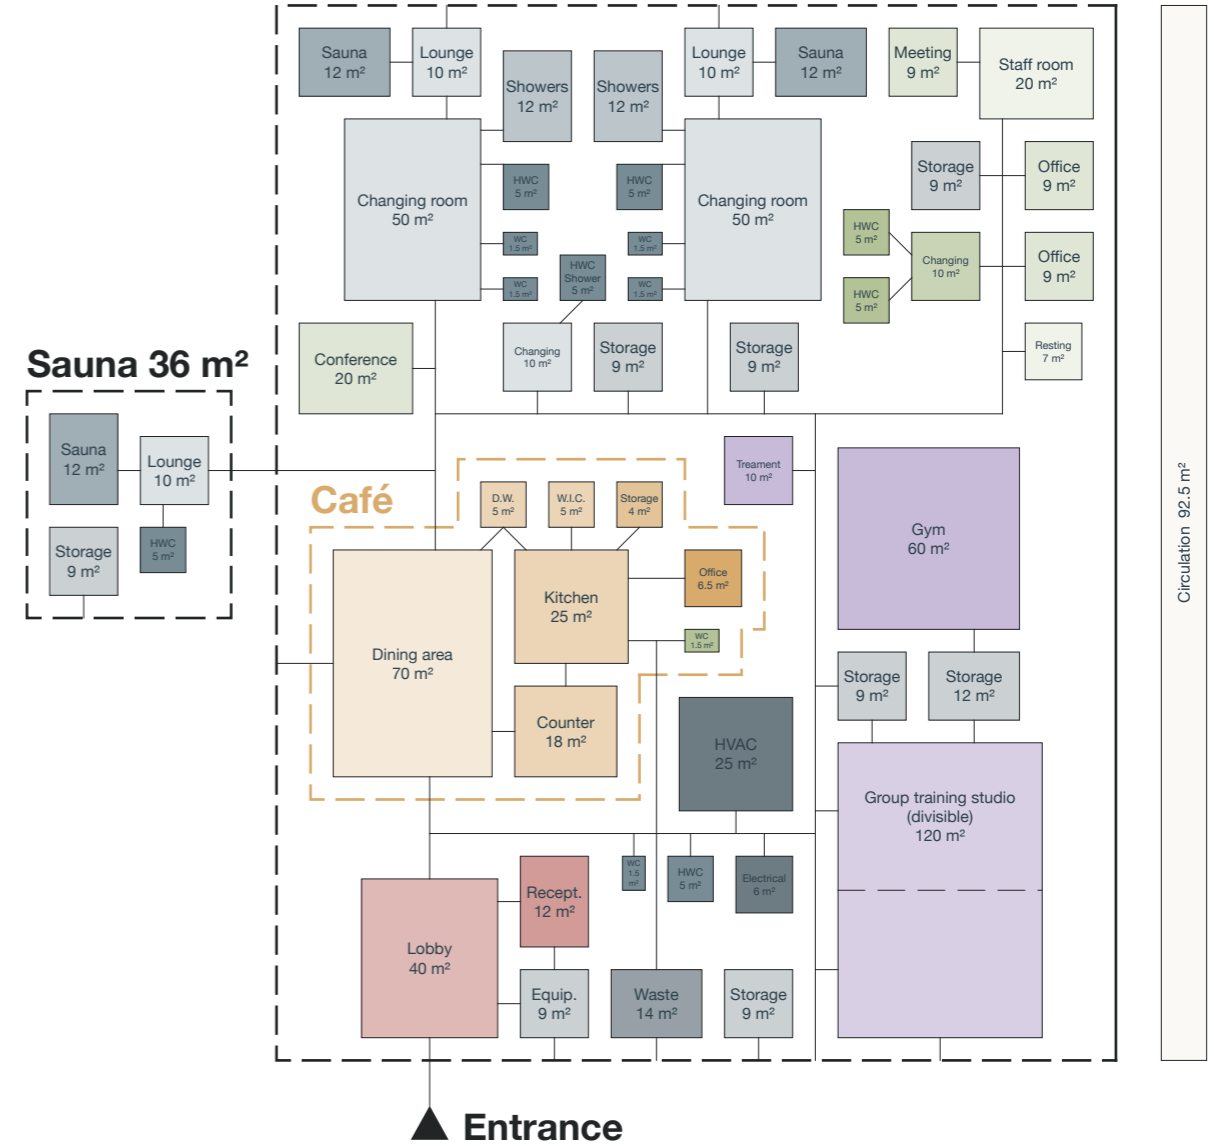 Sauna
12 m²
Lounge
10 m²
Showers
12 m²
Showers
12 m²
Lounge
10 m²
Sauna
12 m²
Meeting
9 m²
Staff room
20 m²
Changing room
50 m²
HWC
5 m²
WC
1.5 m²
WC
1.5 m²
HWC
5 m²
WC
1.5 m²
WC
1.5 m²
HWC
Shower
5 m²
Changing room
50 m²
Storage
9 m²
Office
9 m²
HWC
5 m²
HWC
5 m²
Changing
10 m²
Office
9 m²
Conference
20 m²
Changing
10 m²
Storage
9 m²
Storage
9 m²
Resting
7 m²
Sauna 36 m²
Sauna
12 m²
Lounge
10 m²
Storage
9 m²
HWC
5 m²
Café
D.W.
5 m²
W.I.C.
5 m²
Storage
4 m²
Treament
10 m²
Gym
60 m²
Dining area
70 m²
Kitchen
25 m²
Office
6.5 m²
WC
1.5 m²
Counter
18 m²
HVAC
25 m²
Storage
9 m²
Storage
12 m²
Group training studio
(divisible)
120 m²
WC
1.5
m²
HWC
5 m²
Electrical
6 m²
Lobby
40 m²
Recept.
12 m²
Equip.
9 m²
Waste
14 m²
Storage
9 m²
Entrance
Circulation 92.5 m²